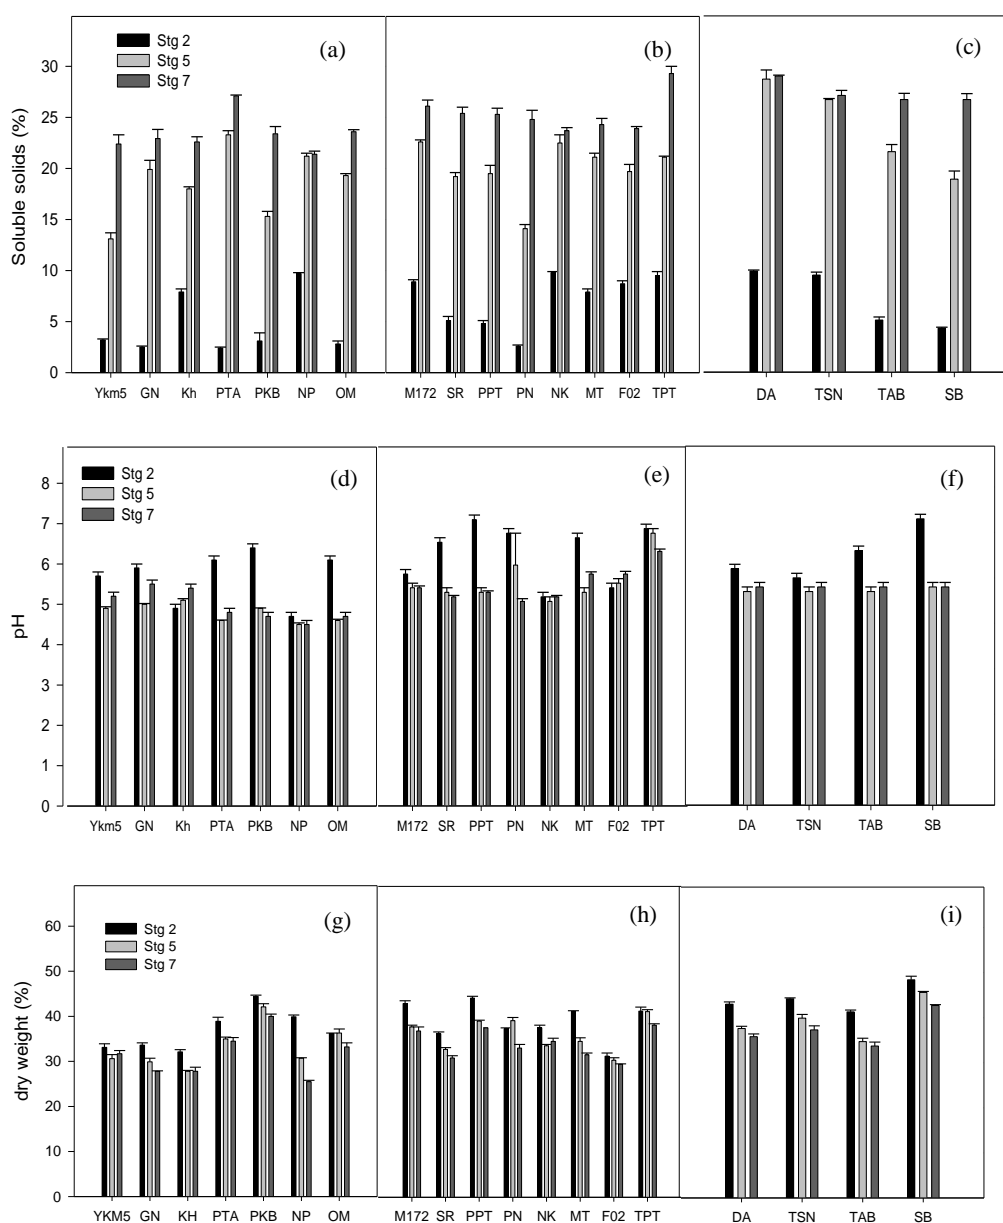 Stg 2
Stg 5
Stg 7
(a)
(b)
(c)
Soluble solids (%)
30
25
20
15
10
5
0
Ykm5 GN Kh PTA PKB NP OM
M172 SR PPT PN NK MT F02 TPT
DA TSN TAB SB
Stg 2
Stg 5
Stg 7
(d)
(e)
(f)
pH
8
7
6
5
4
3
2
1
0
Ykm5 GN Kh PTA PKB NP OM
M172 SR PPT PN NK MT F02 TPT
DA TSN TAB SB
Stg 2
Stg 5
Stg 7
(g)
(h)
(i)
dry weight (%)
60
50
40
30
20
10
0
YKM5 GN KH PTA PKB NP OM
M172 SR PPT PN NK MT F02 TPT
DA TSN TAB SB